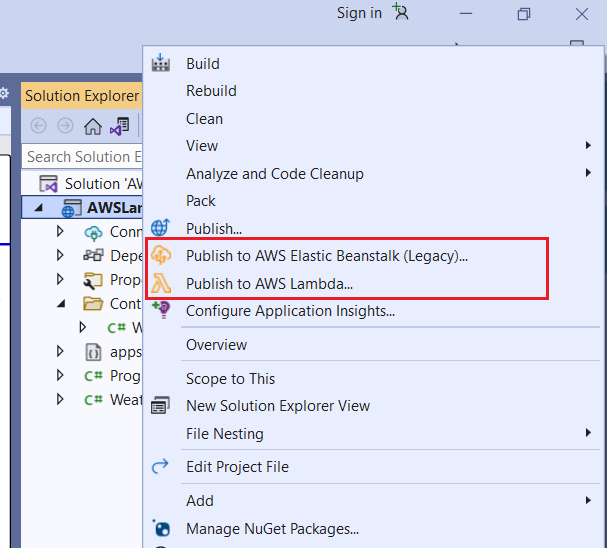 Sign in
Build
Rebuild
Solution Explorer
Clean
View
Search Solution E
Analyze and Code Cleanup
Solution 'AW
Pack
AWSLam
Publish...
Conn
Publish to AWS Elastic Beanstalk (Legacy)...
Depe
Prope
Publish to AWS Lambda...
Cont
Configure Application Insights...
C# W
Overview
apps
C# Prog
Scope to This
C# Weat
New Solution Explorer View
File Nesting
Edit Project File
Add
Manage NuGet Packages...